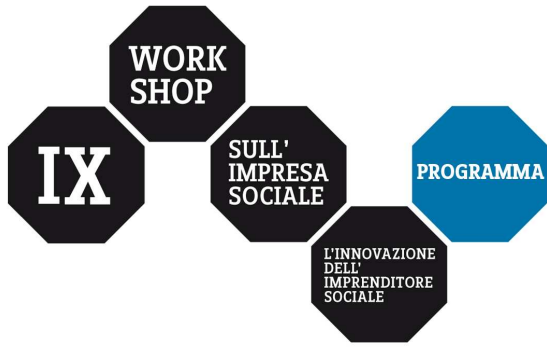 IX
WORK
SHOP
SULL'
IMPRESA
SOCIALE
L'INNOVAZIONE
DELL'
IMPRENDITORE
SOCIALE
PROGRAMMA